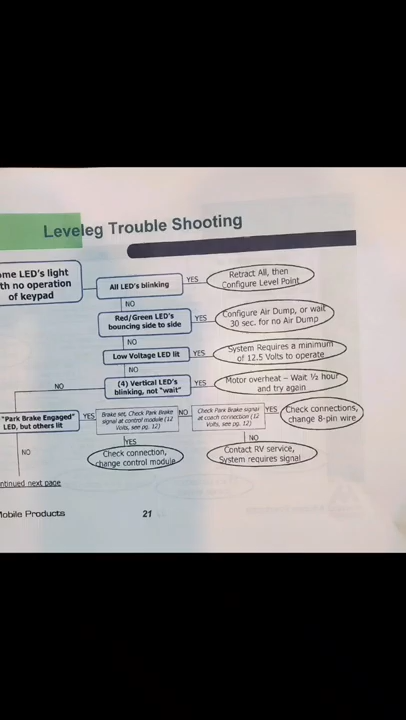 Leveleg Trouble Shooting
ome LED's light
th no operation
of keypad
All LED's blinking
YES
Retract All, then
Configure Level Point
NO
Red/Green LED's
bouncing side to side
YES
Configure Air Dump, or wait
30 sec. for no Air Dump
NO
Low Voltage LED lit
YES
System Requires a minimum
of 12.5 Volts to operate
NO
NO
(4) Vertical LED's
blinking, not "wait"
YES
Motor overheat – Wait ½ hour
and try again
"Park Brake Engaged"
LED, but others lit
YES
Brake set, Check Park Brake
signal at control module (12
Volts, see pg. 12)
NO
Check Park Brake signal
at coach connection (12
Volts, see pg. 12)
YES
Check connections,
change 8-pin wire
NO
YES
Check connection,
change control module
NO
Contact RV service,
System requires signal
ntinued next page
Mobile Products
21